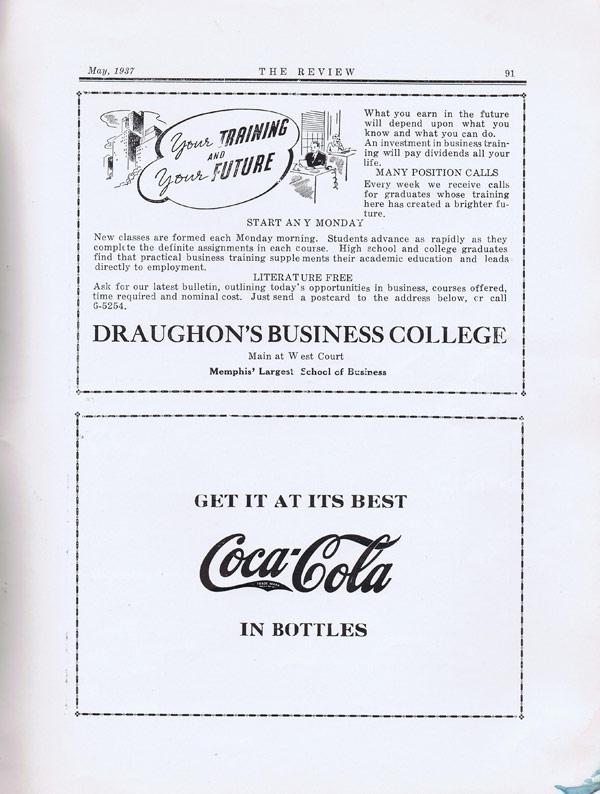 May, 1937 THE REVIEW 91
Your TRAINING
AND
Your FUTURE
What you earn in the future
will depend upon what you
know and what you can do.
An investment in business train-
ing will pay dividends all your
life.
MANY POSITION CALLS
Every week we receive calls
for graduates whose training
here has created a brighter fu-
ture.
START ANY MONDAY
New classes are formed each Monday morning. Students advance as rapidly as they
complete the definite assignments in each course. High school and college graduates
find that practical business training supplements their academic education and leads
directly to employment.
LITERATURE FREE
Ask for our latest bulletin, outlining today's opportunities in business, courses offered,
time required and nominal cost. Just send a postcard to the address below, or call
6-5254.
DRAUGHON'S BUSINESS COLLEGE
Main at West Court
Memphis' Largest School of Business
GET IT AT ITS BEST
Coca-Cola
TRADE MARK
IN BOTTLES